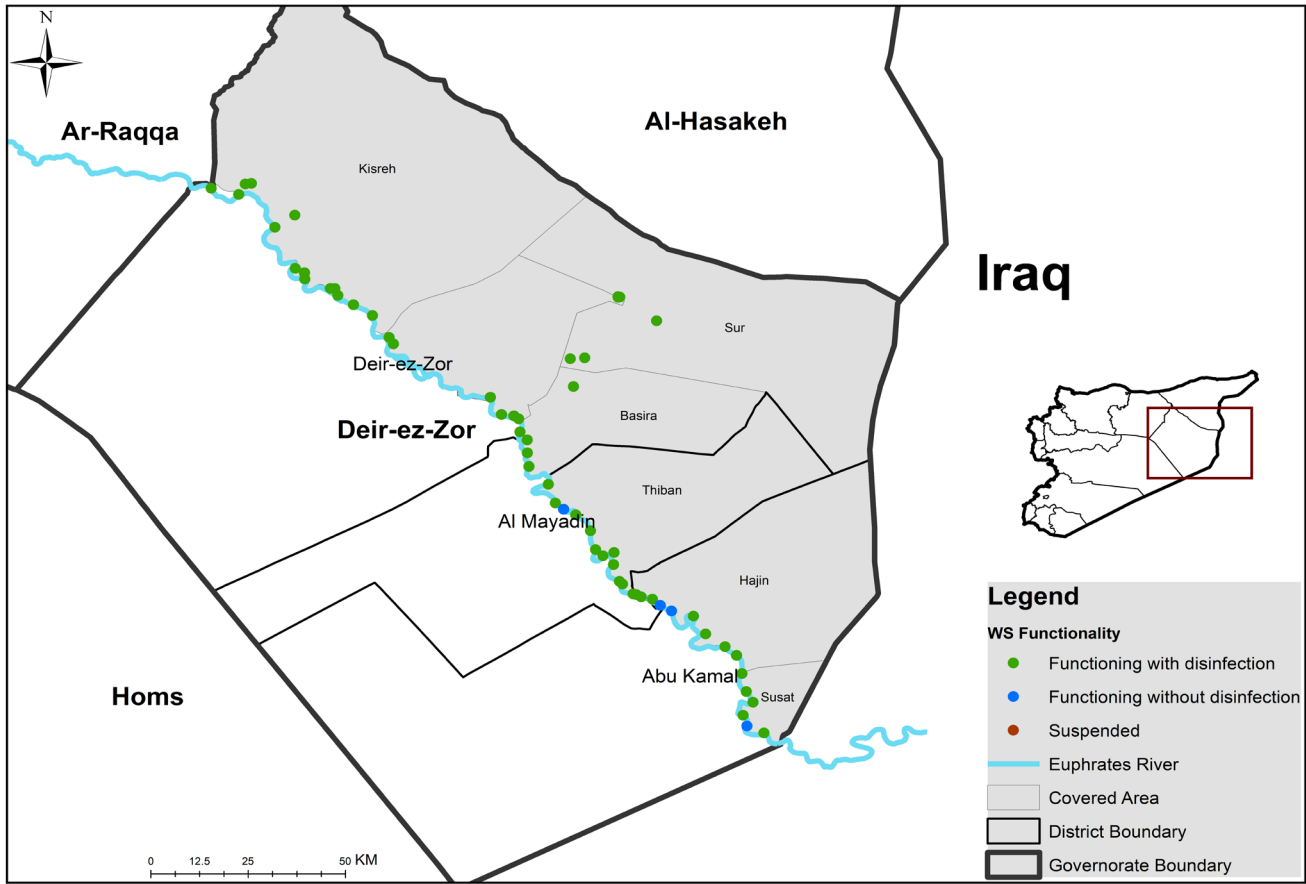 N
Ar-Raqqa
Al-Hasakeh
Kisreh
Iraq
Sur
Deir-ez-Zor
Basira
Deir-ez-Zor
Thiban
Al Mayadin
Hajin
Abu Kamal
Susat
Homs
Legend
WS Functionality
Functioning with disinfection
Functioning without disinfection
Suspended
Euphrates River
Covered Area
District Boundary
Governorate Boundary
0 12.5 25 50 KM